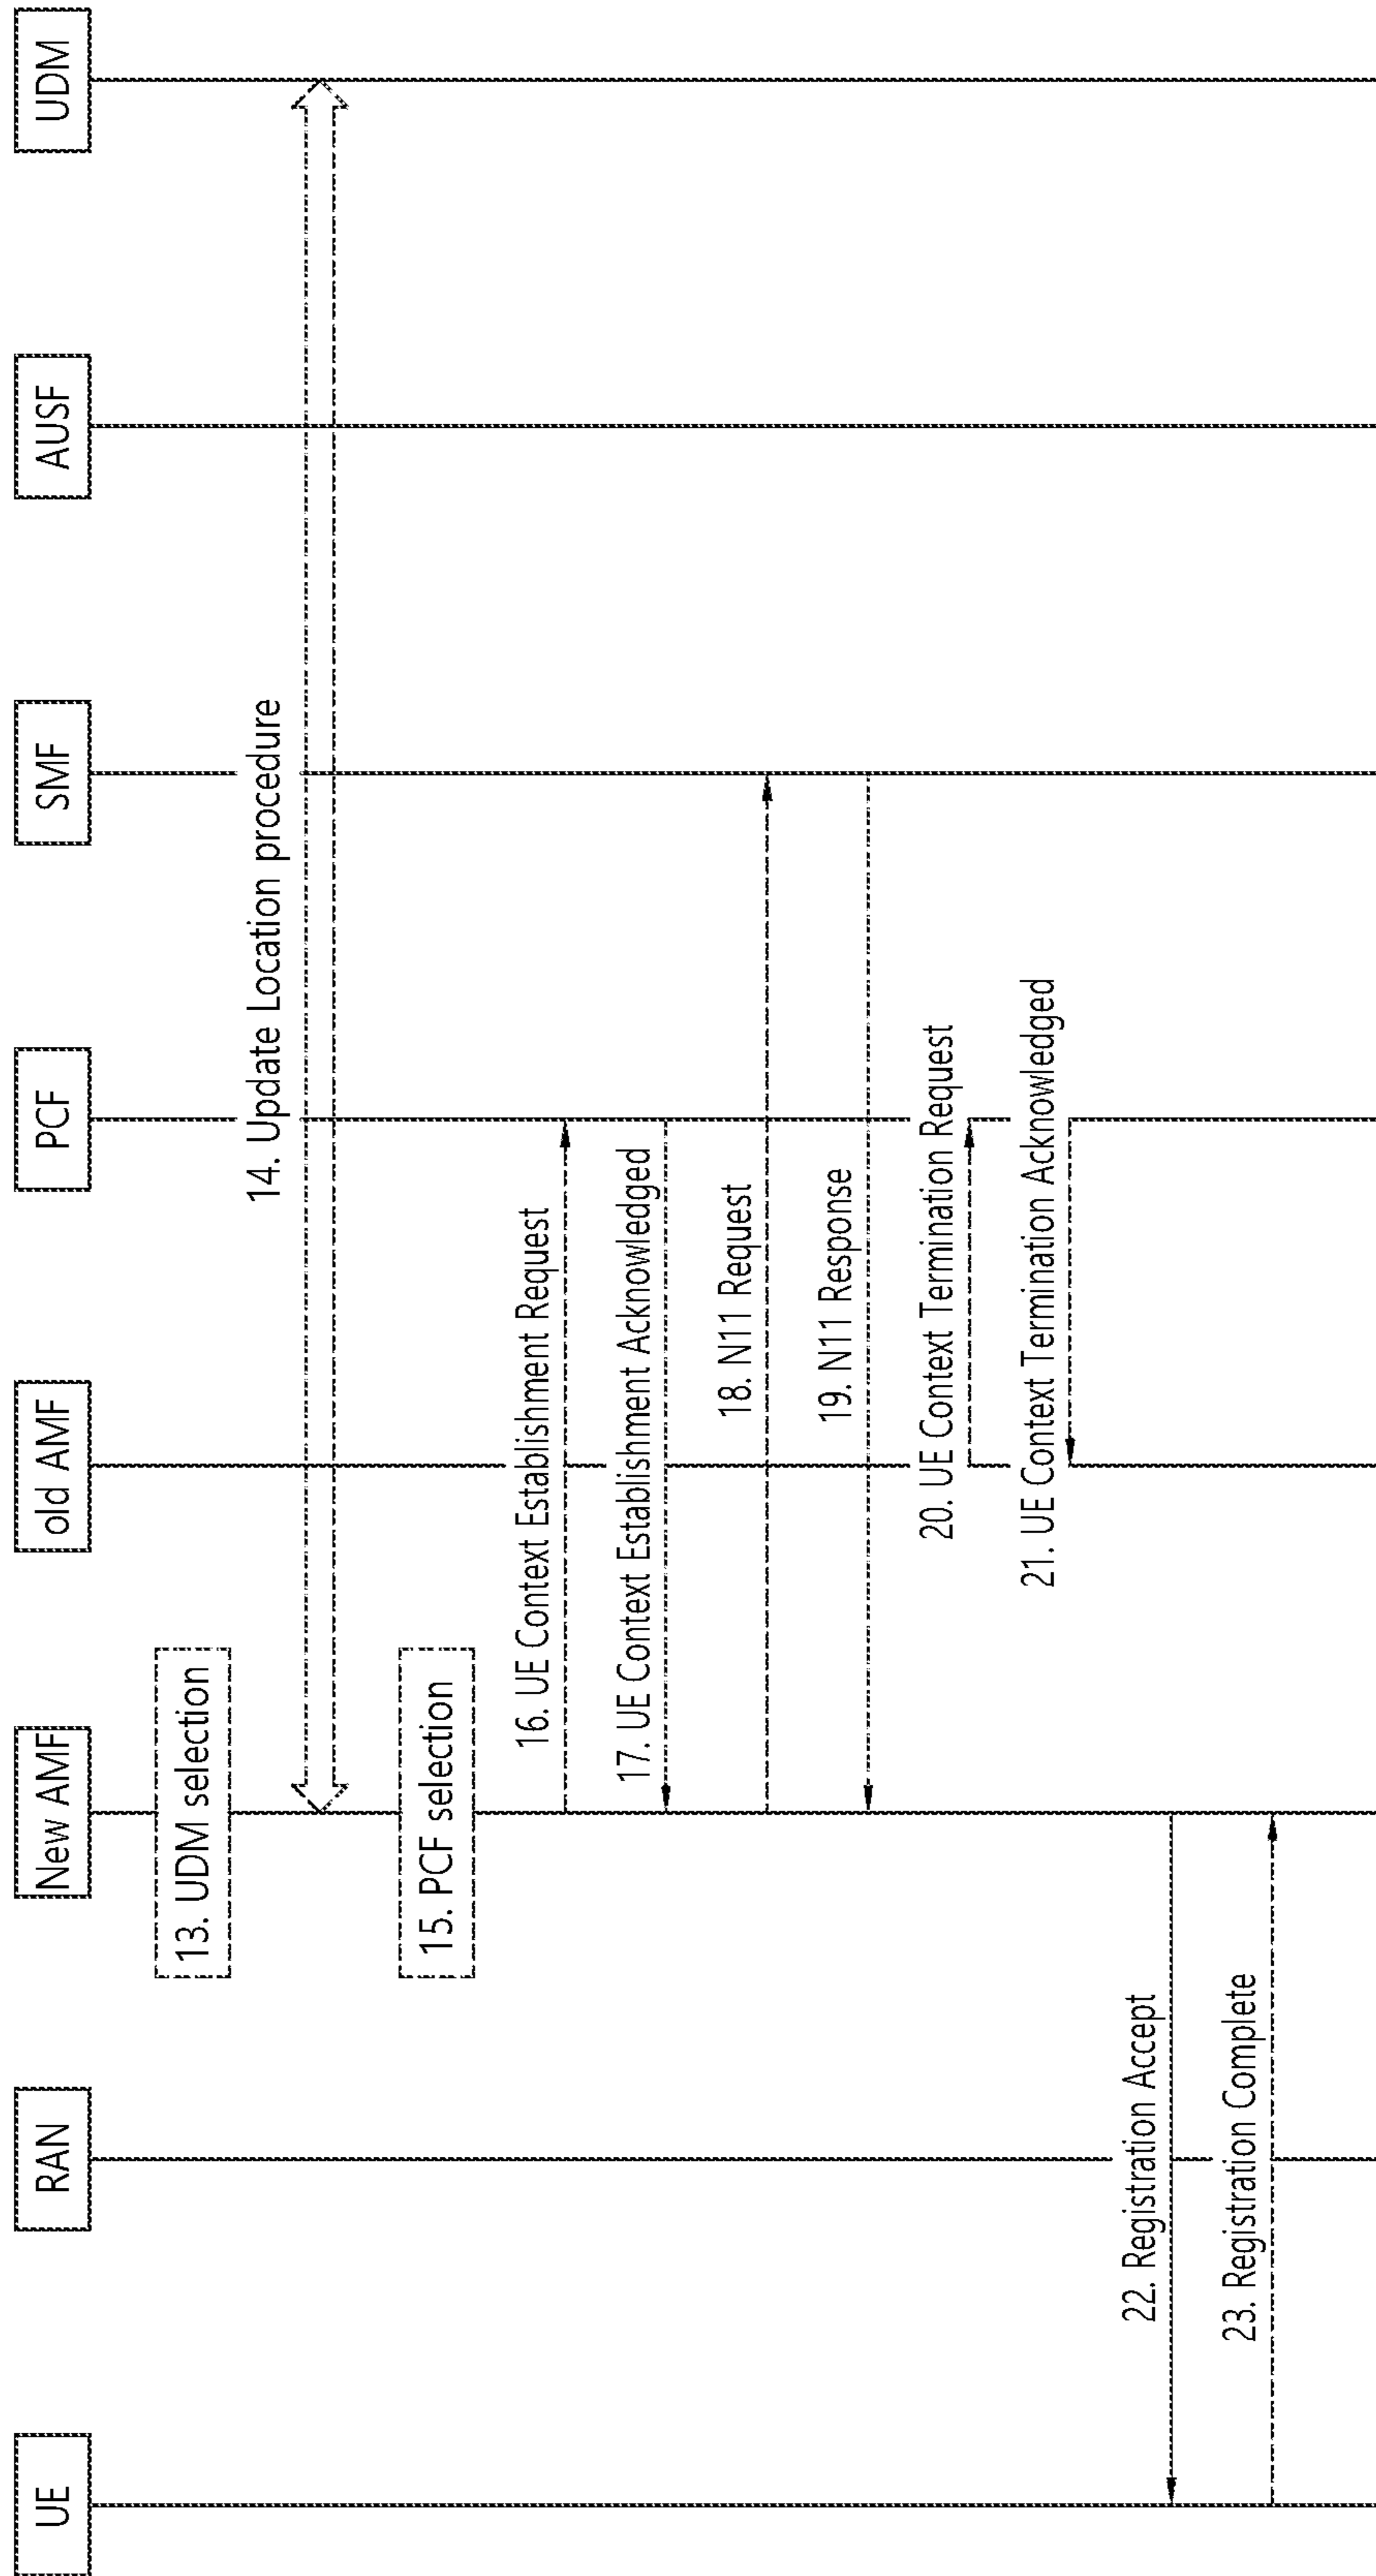 UE
RAN
New AMF
old AMF
PCF
SMF
AUSF
UDM
13. UDM selection
14. Update Location procedure
15. PCF selection
16. UE Context Establishment Request
17. UE Context Establishment Acknowledged
18. N11 Request
19. N11 Response
20. UE Context Termination Request
21. UE Context Termination Acknowledged
22. Registration Accept
23. Registration Complete